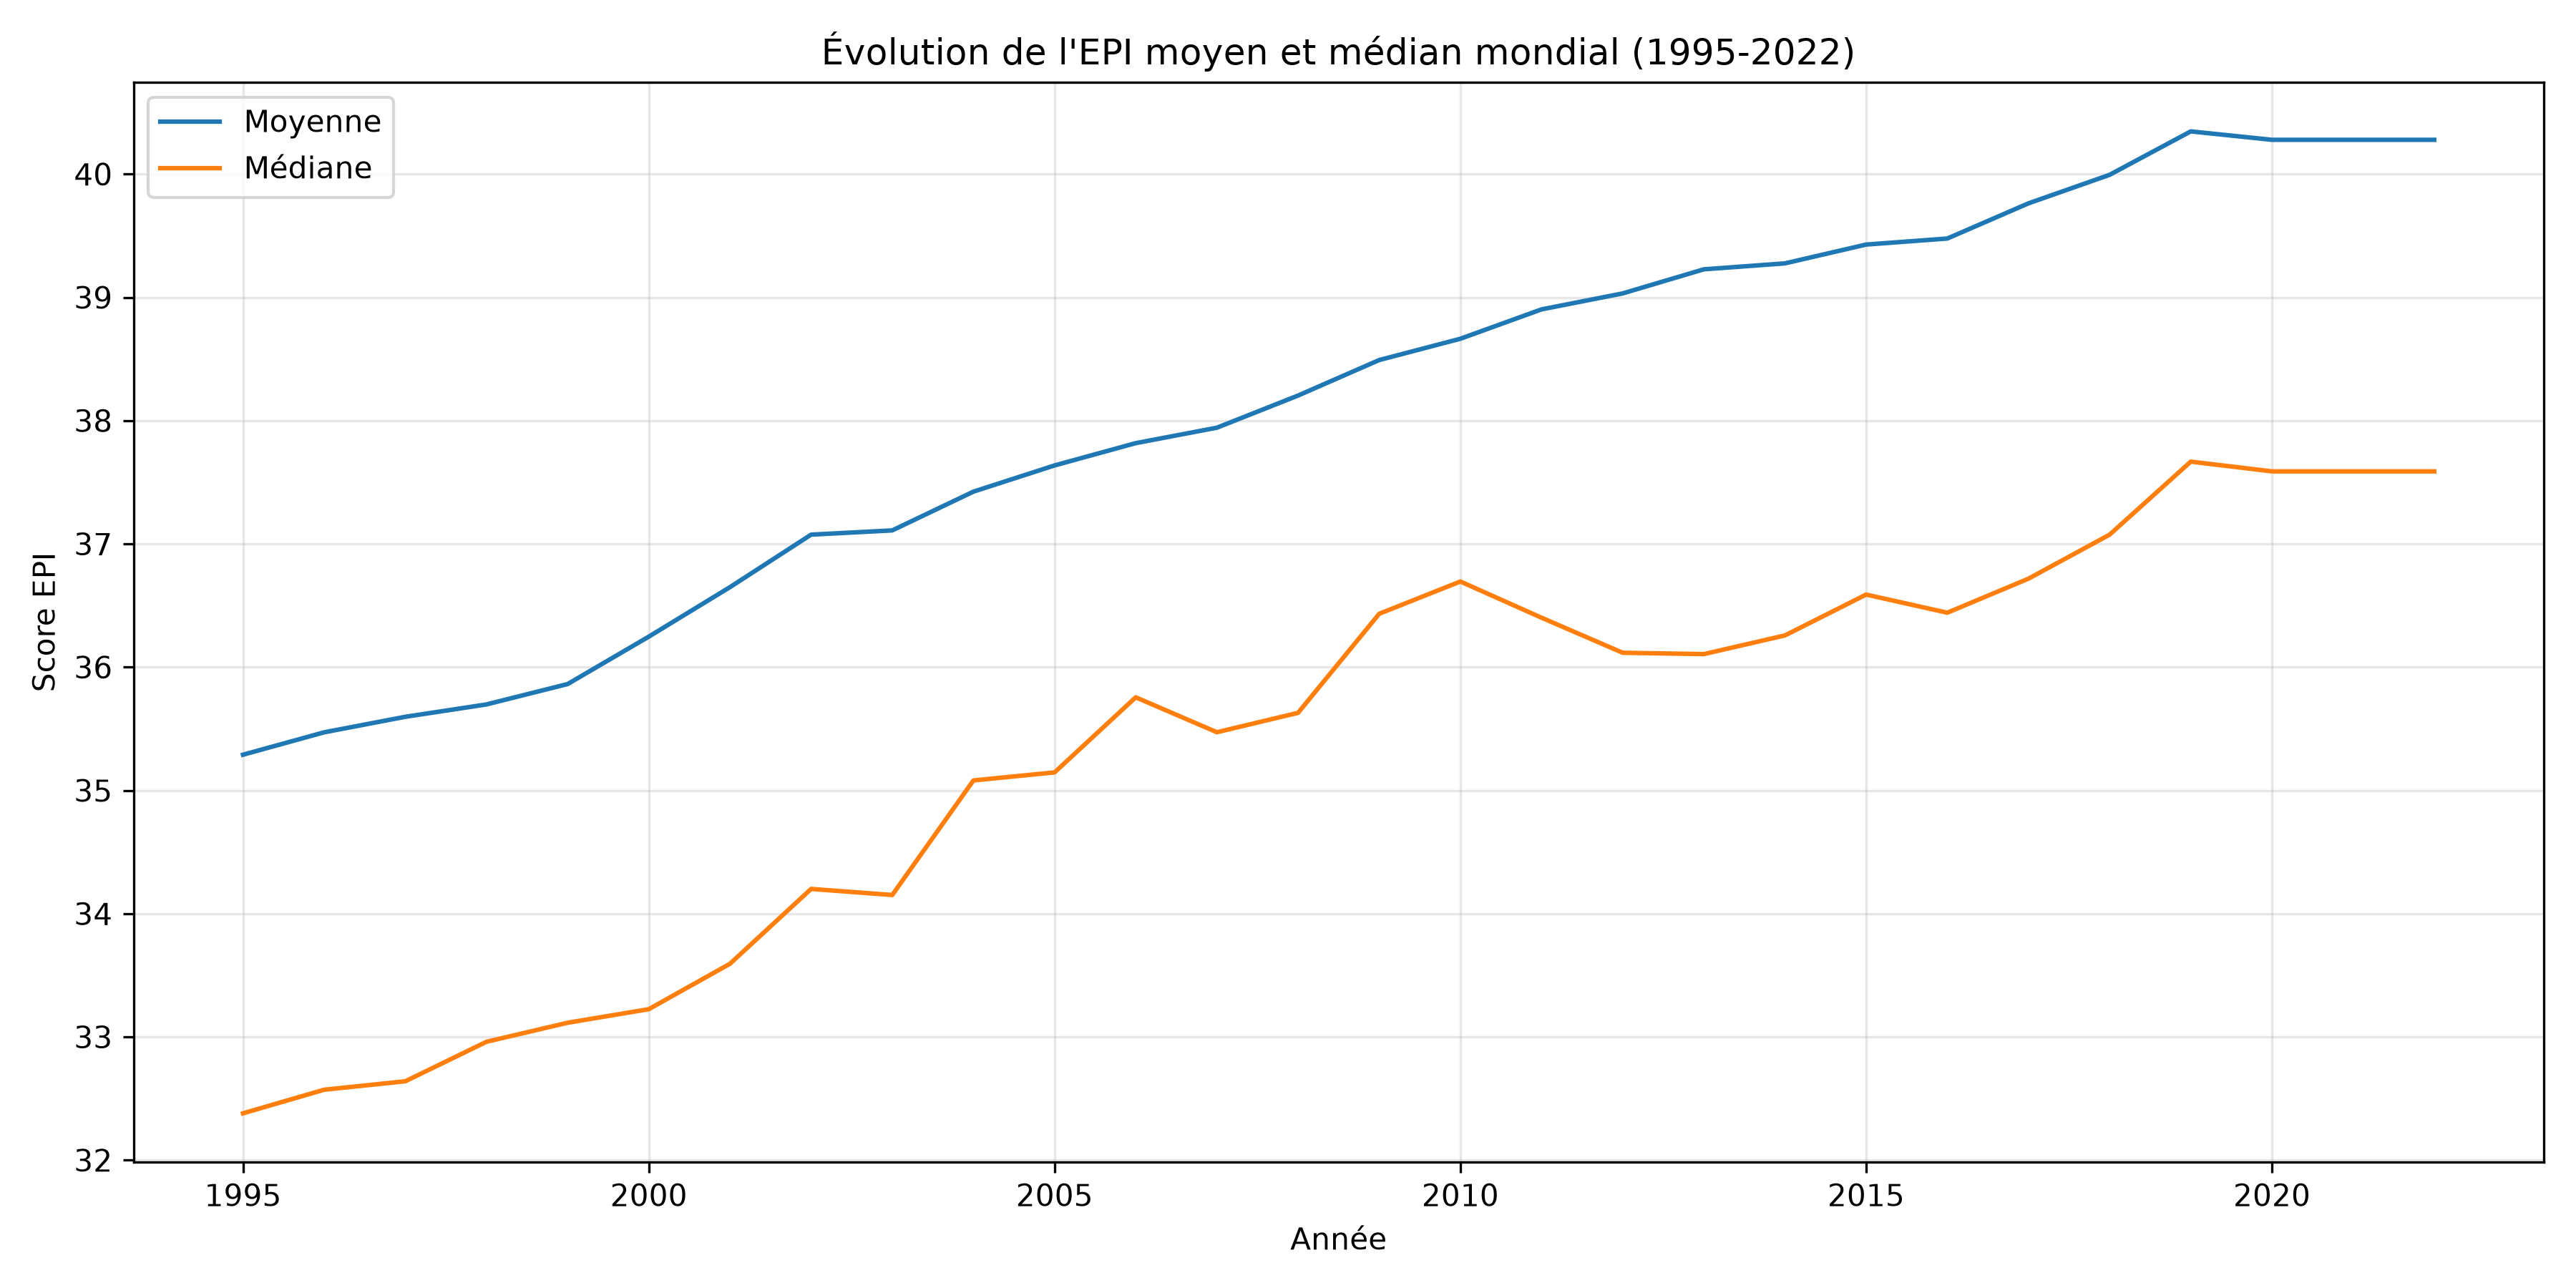 Évolution de l'EPI moyen et médian mondial (1995-2022)
Moyenne
Médiane
40
39
38
37
36
35
34
33
32
Score EPI
1995 2000 2005 2010 2015 2020
Année